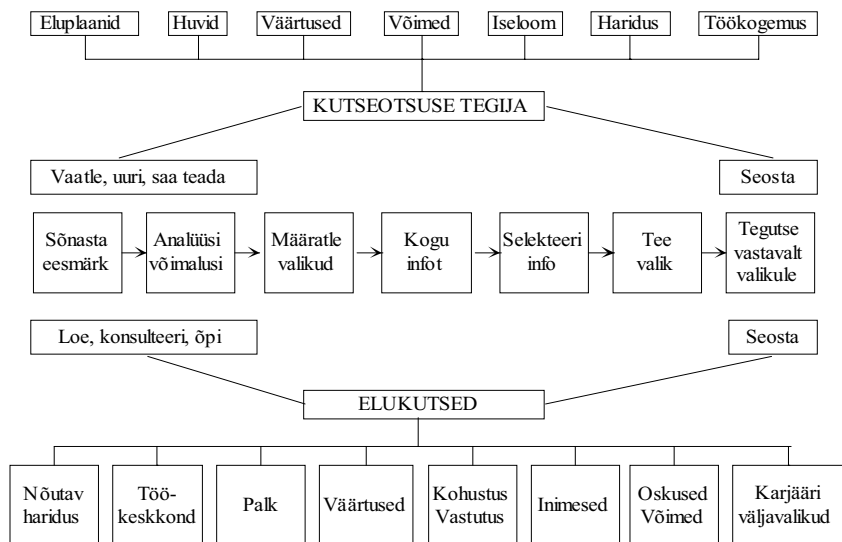 Eluplaanid Huvid Väärtused Võimed Iseloom Haridus Töökogemus
KUTSEOTSUSE TEGIJA
Vaatle, uuri, saa teada
Seosta
Sõnasta
eesmärk
Analüüsi
võimalusi
Määratle
valikud
Kogu
infot
Selekteeri
info
Tee
valik
Tegutse
vastavalt
valikule
Loe, konsulteeri, õpi
Seosta
ELUKUTSED
Nõutav
haridus
Töö-
keskkond
Palk
Väärtused
Kohustus
Vastutus
Inimesed
Oskused
Võimed
Karjääri
väljavalikud